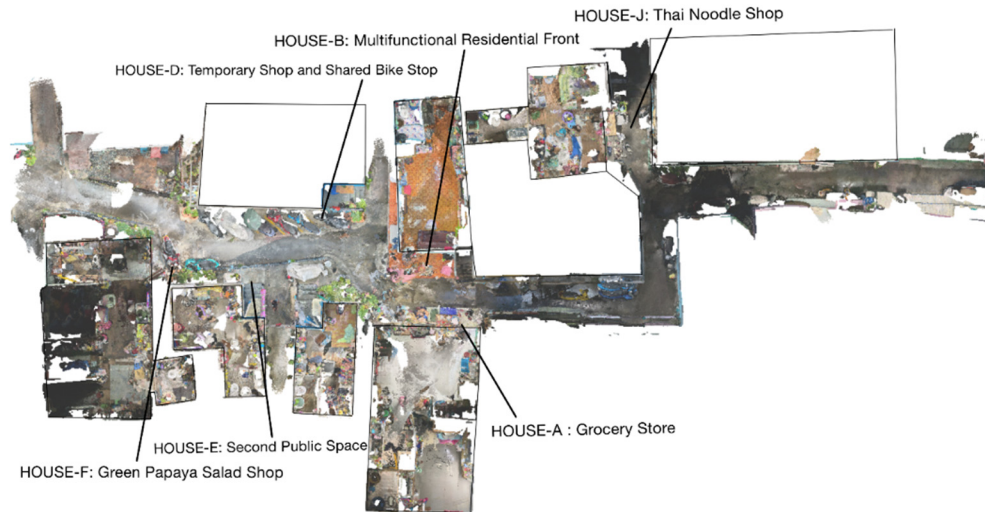 HOUSE-J: Thai Noodle Shop
HOUSE-B: Multifunctional Residential Front
HOUSE-D: Temporary Shop and Shared Bike Stop
HOUSE-A : Grocery Store
HOUSE-E: Second Public Space
HOUSE-F: Green Papaya Salad Shop